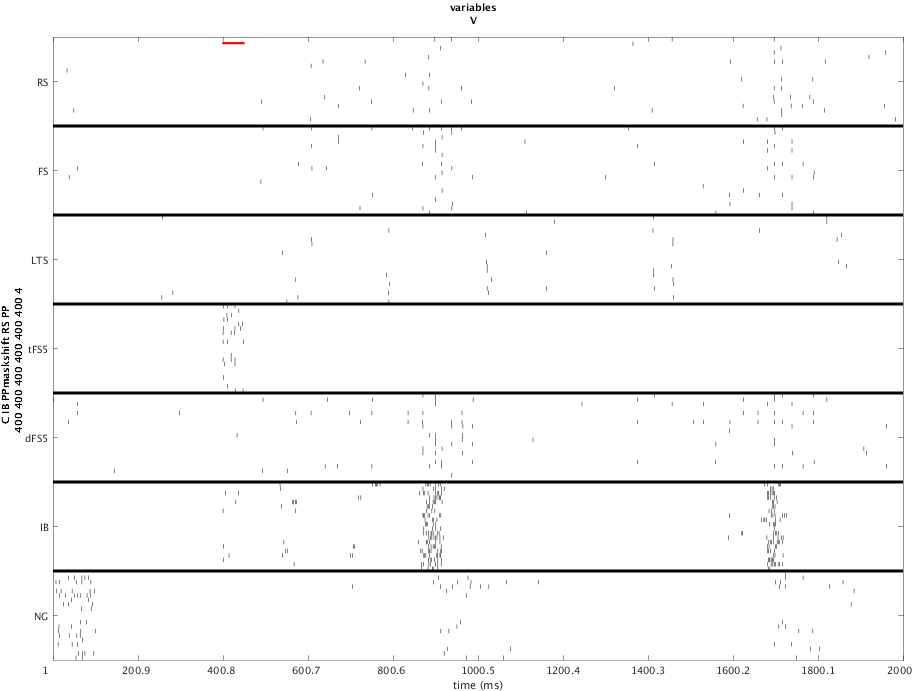 variables
V
C IB PPmaskshift RS PP
400 400 400 400 400 400 4
RS
FS
LTS
tFS5
dFS5
IB
NG
1 200.9 400.8 600.7 800.6 1000.5 1200.4 1400.3 1600.2 1800.1 2000
time (ms)